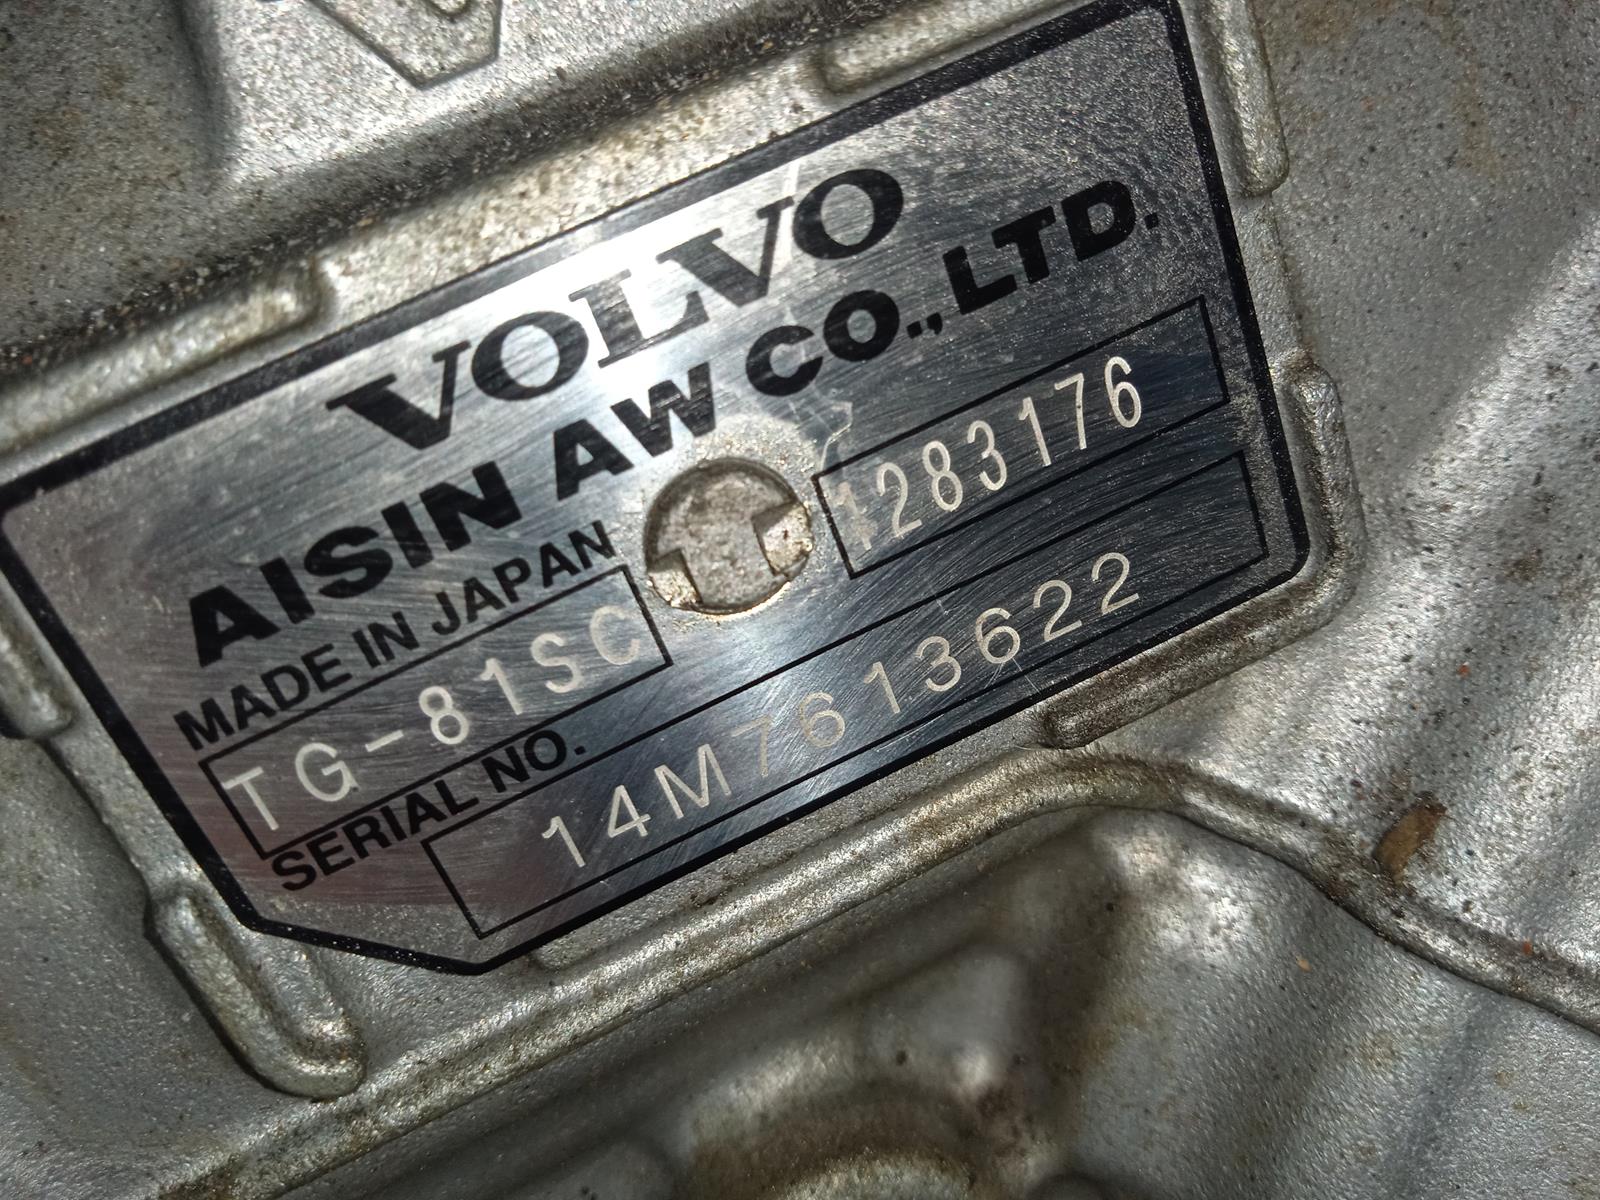 VOLVO
AISIN AW CO., LTD.
MADE IN JAPAN
TG-81SC
1283176
SERIAL NO.
14M7613622